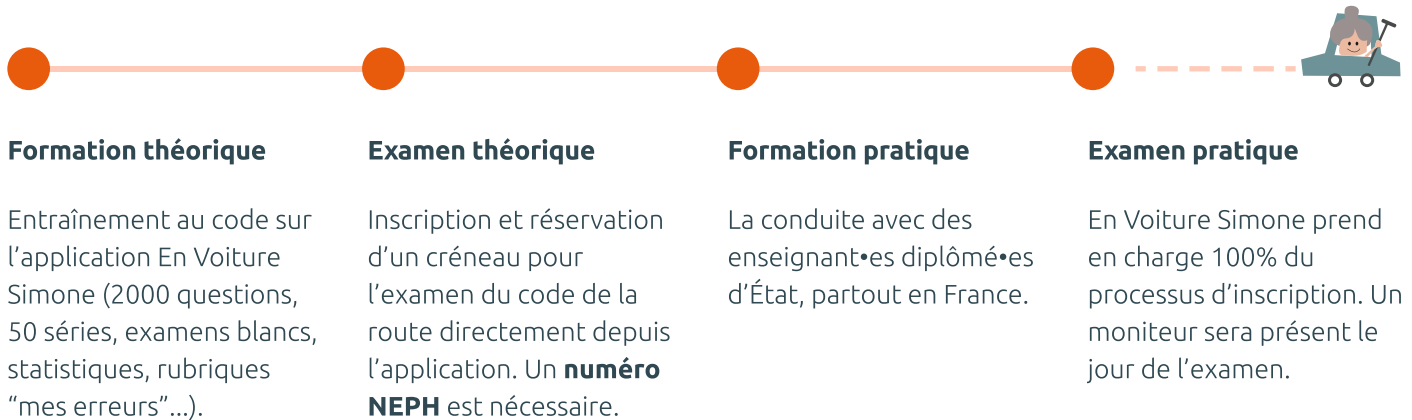 Formation théorique
Entraînement au code sur
l’application En Voiture
Simone (2000 questions,
50 séries, examens blancs,
statistiques, rubriques
“mes erreurs”...).
Examen théorique
Inscription et réservation
d’un créneau pour
l’examen du code de la
route directement depuis
l’application. Un numéro
NEPH est nécessaire.
Formation pratique
La conduite avec des
enseignant•es diplômé•es
d’État, partout en France.
Examen pratique
En Voiture Simone prend
en charge 100% du
processus d’inscription. Un
moniteur sera présent le
jour de l’examen.